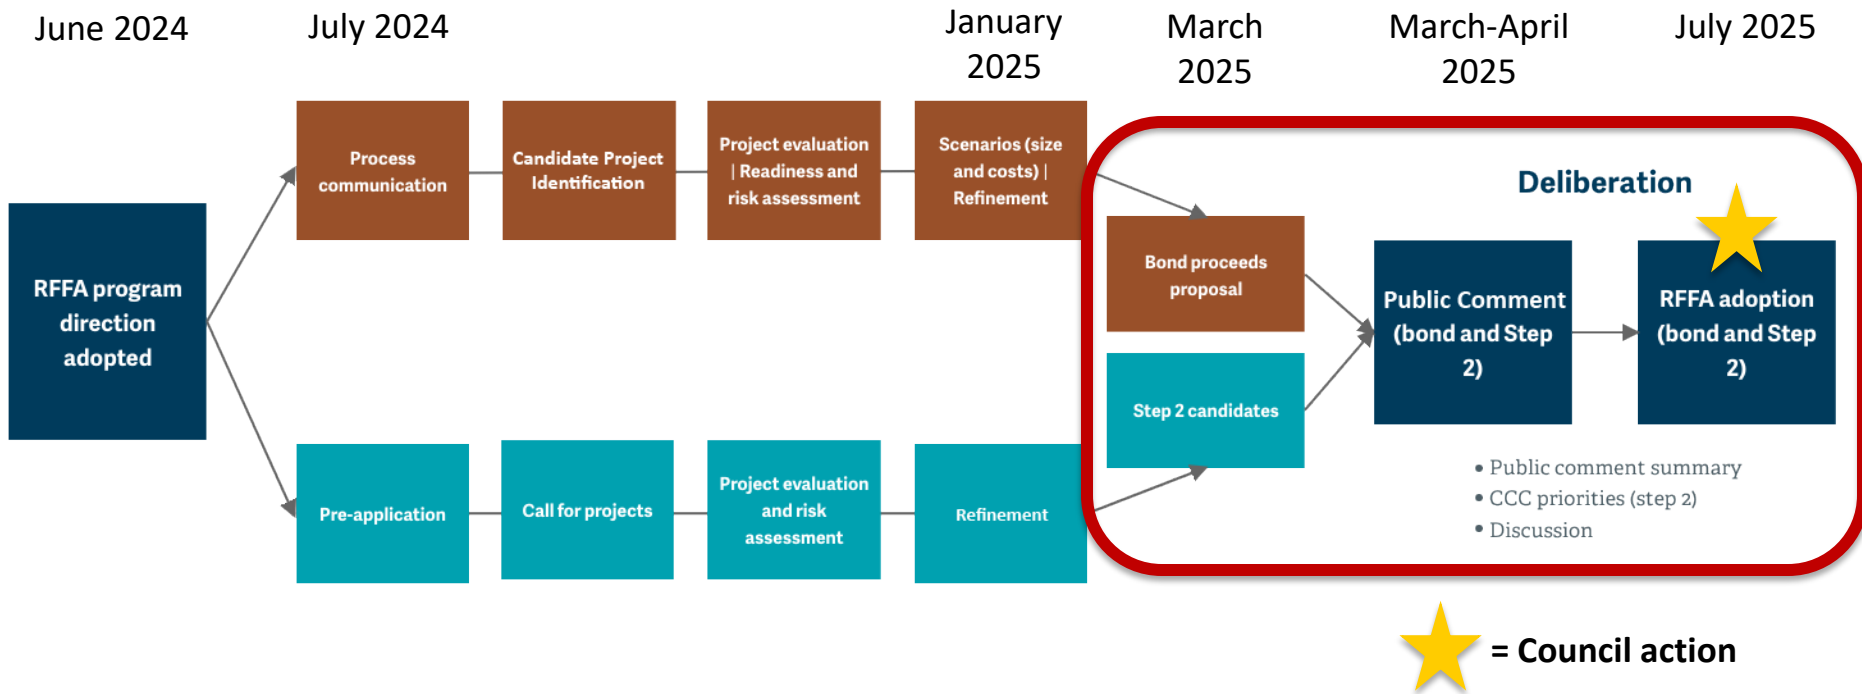 June 2024
July 2024
January
2025
March
2025
March-April
2025
July 2025
RFFA program
direction
adopted
Process
communication
Candidate Project
Identification
Project evaluation
| Readiness and
risk assessment
Scenarios (size
and costs) |
Refinement
Pre-application
Call for projects
Project evaluation
and risk
assessment
Refinement
Deliberation
Bond proceeds
proposal
Step 2 candidates
Public Comment
(bond and Step
2)
RFFA adoption
(bond and Step
2)
• Public comment summary
• CCC priorities (step 2)
• Discussion
= Council action